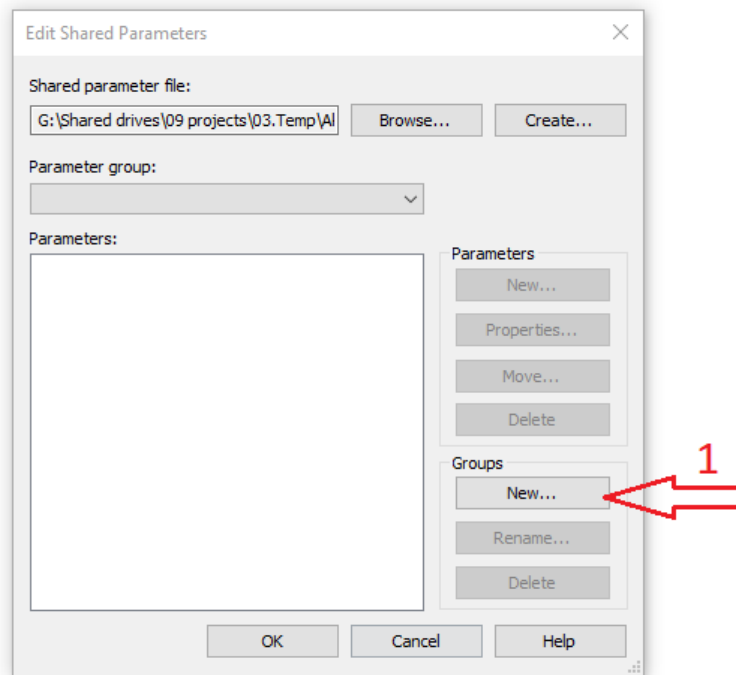 Edit Shared Parameters
Shared parameter file:
G:\Shared drives\09 projects\03.Temp\Al
Browse...
Create...
Parameter group:
Parameters:
Parameters
New...
Properties...
Move...
Delete
Groups
1
New...
Rename...
Delete
OK
Cancel
Help